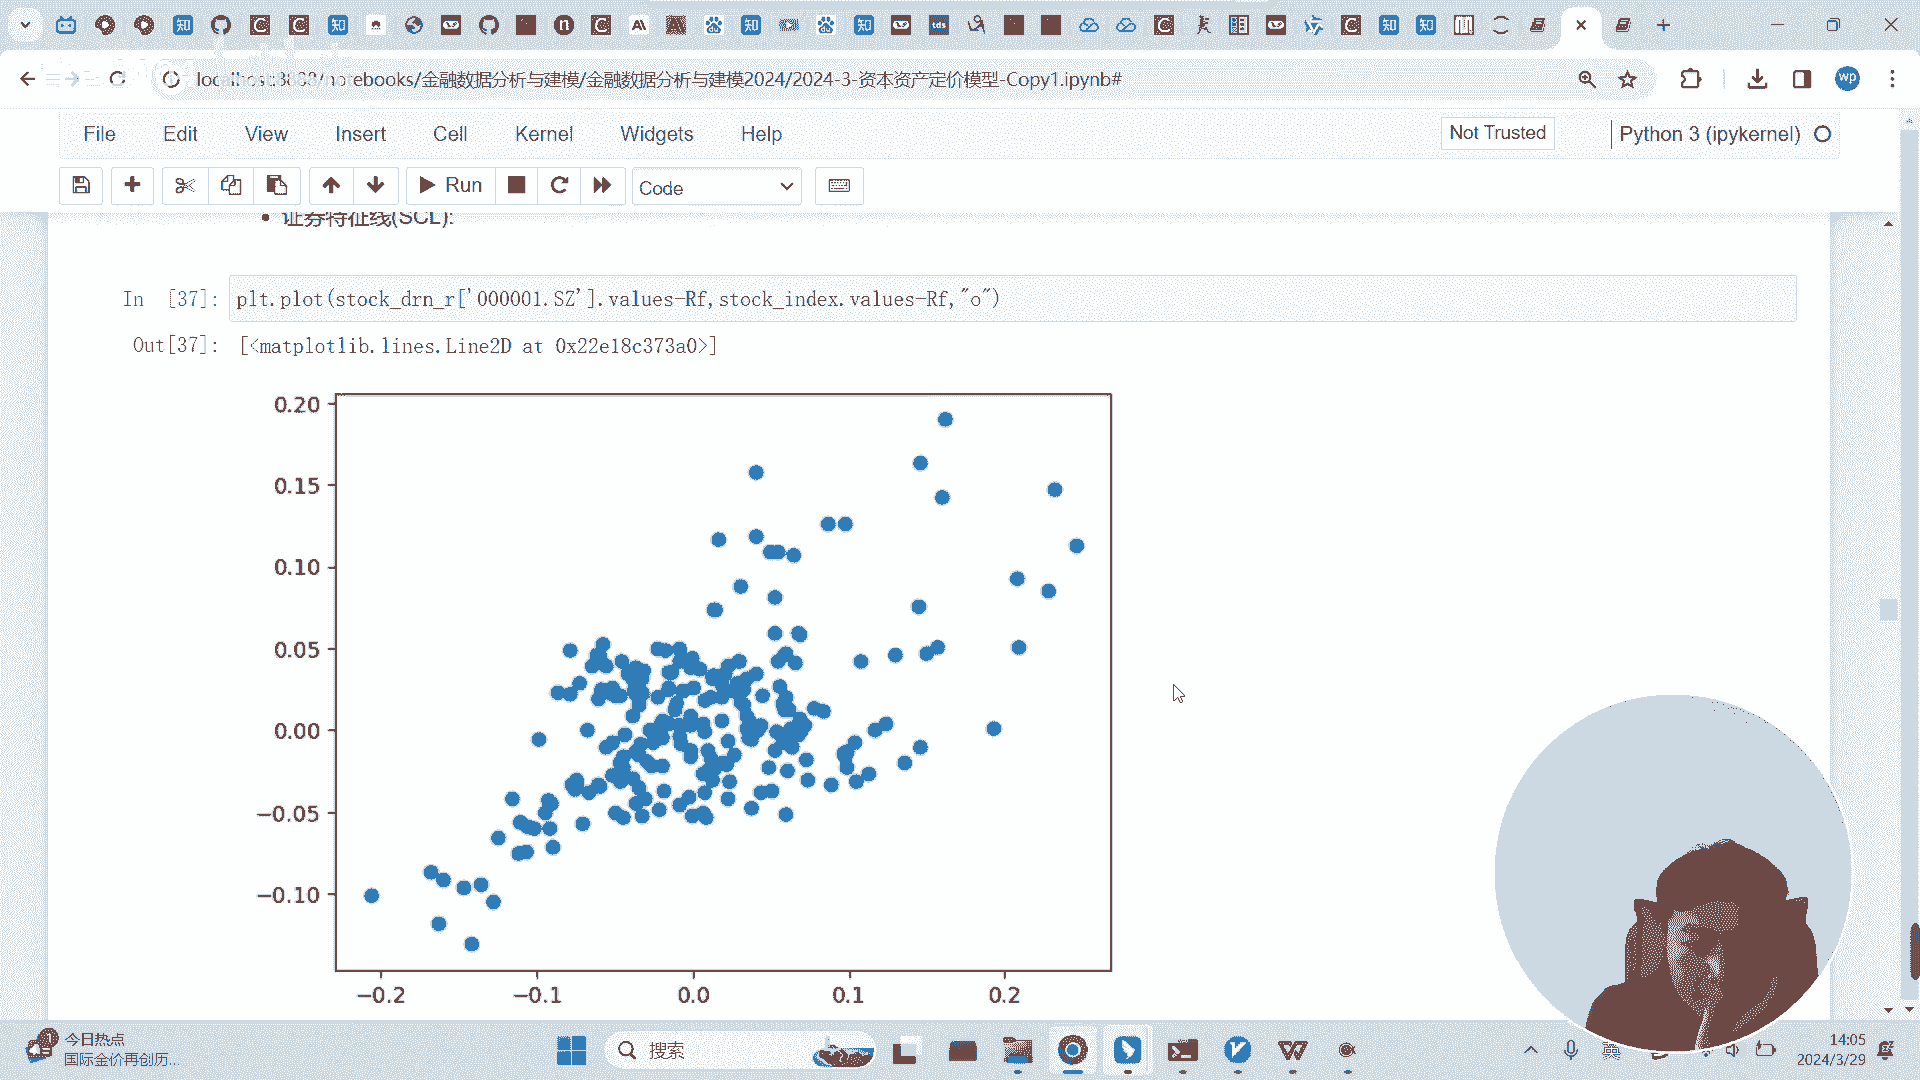 localhost:8888/notebooks/金融数据分析与建模/金融数据分析与建模2024/2024-3-资本资产定价模型-Copy1.ipynb#
wp
File Edit View Insert Cell Kernel Widgets Help
Not Trusted
Python 3 (ipykernel)
Run
Code
证券特征线(SCL):
In [37]: plt.plot(stock_drn_r['000001.SZ'].values-Rf,stock_index.values-Rf,"o")
Out[37]: [<matplotlib.lines.Line2D at 0x22e18c373a0>]
0.20
0.15
0.10
0.05
0.00
−0.05
−0.10
−0.2 −0.1 0.0 0.1 0.2
今日热点
国际金价再创历...
搜索
英
14:05
2024/3/29